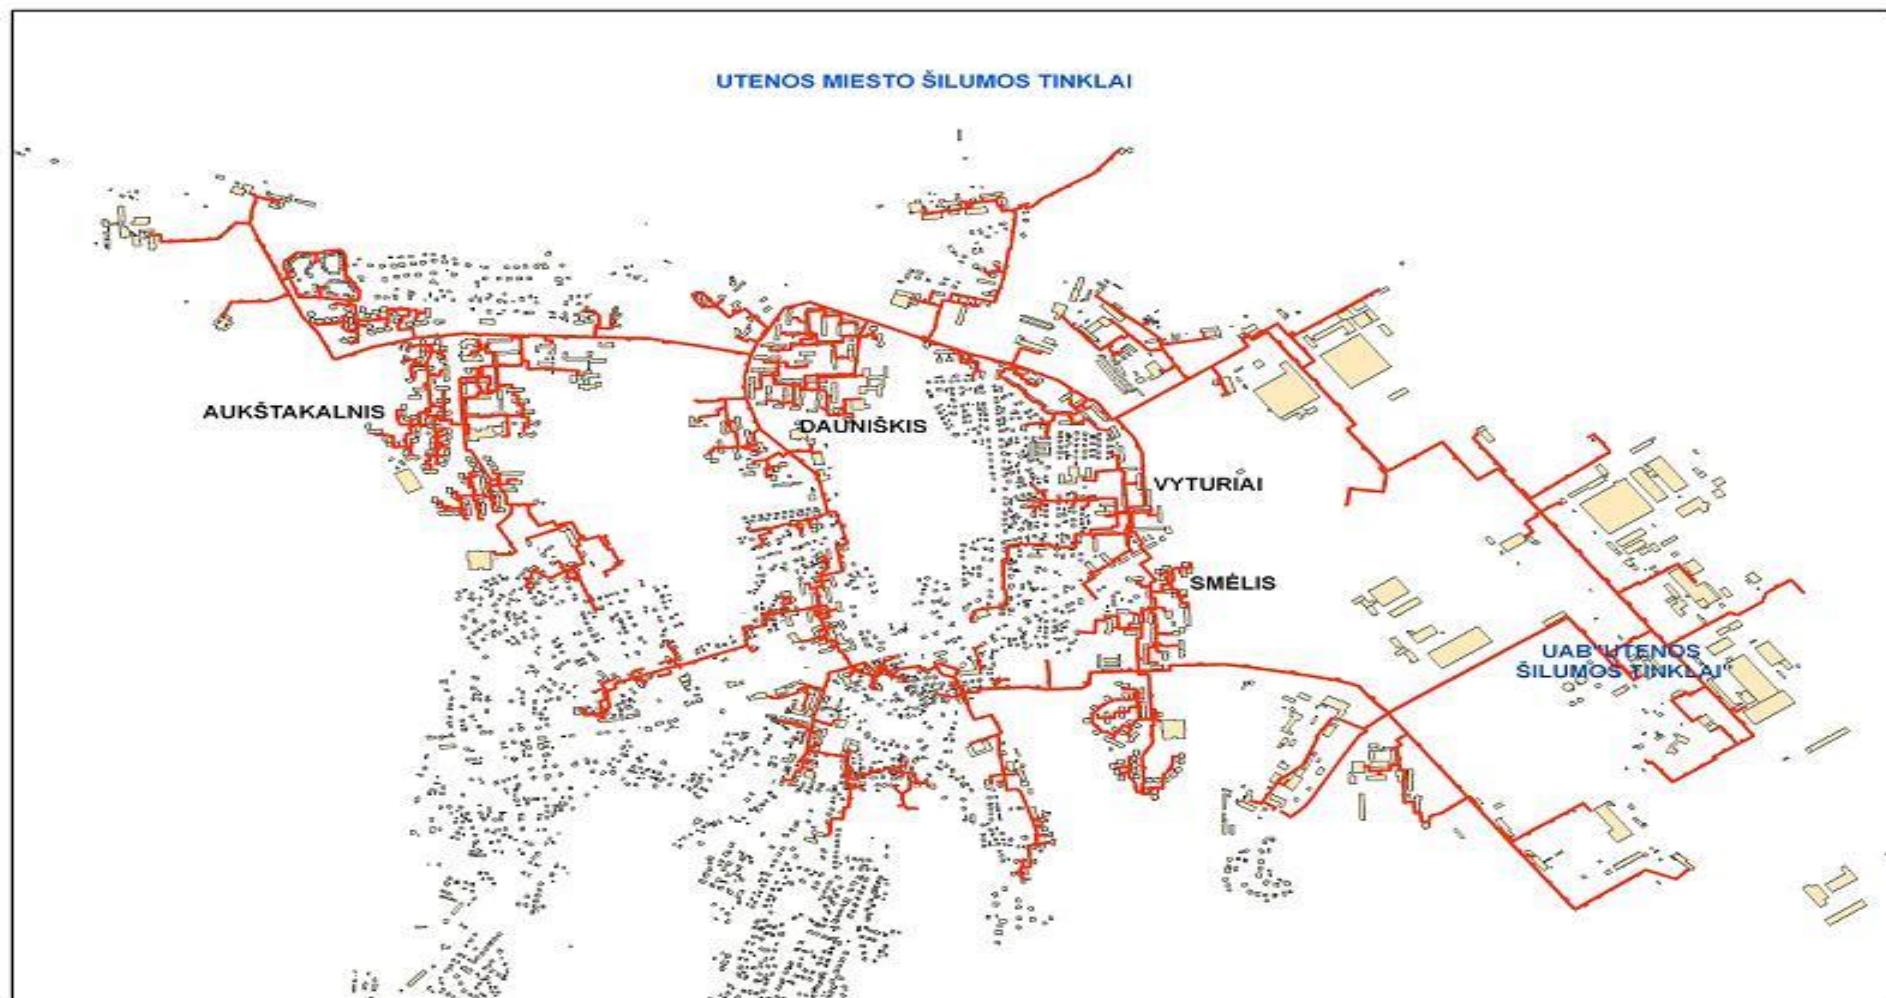 UTENOS MIESTO ŠILUMOS TINKLAI
AUKŠTAKALNIS
DAUNIŠKIS
VYTURIAI
SMĖLIS
UAB"UTENOS
ŠILUMOS TINKLAI"